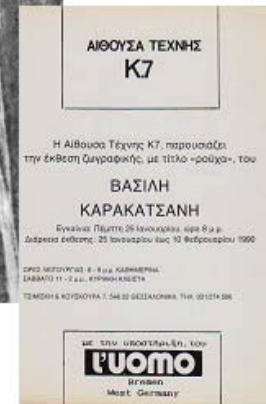 ΑΙΘΟΥΣΑ ΤΕΧΝΗΣ
Κ7
Η Αίθουσα Τέχνης Κ7, παρουσιάζει
την έκθεση ζωγραφικής, με τίτλο «ρούχα», του
ΒΑΣΙΛΗ
ΚΑΡΑΚΑΤΣΑΝΗ
Εγκαίνια: Πέμπτη 25 Ιανουαρίου, ώρα 8 μ.μ.
Διάρκεια έκθεσης: 25 Ιανουαρίου έως 10 Φεβρουαρίου 1990
ΩΡΕΣ ΛΕΙΤΟΥΡΓΙΑΣ: 6 - 9 μ.μ. ΚΑΘΗΜΕΡΙΝΑ
ΣΑΒΒΑΤΟ 11 - 2 μ.μ., ΚΥΡΙΑΚΗ ΚΛΕΙΣΤΑ
ΤΣΙΜΙΣΚΗ & ΚΟΥΣΚΟΥΡΑ 7, 546 22 ΘΕΣΣΑΛΟΝΙΚΗ, ΤΗΛ.
με την υποστήριξη του
L'UOMO
Bremen
West Germany